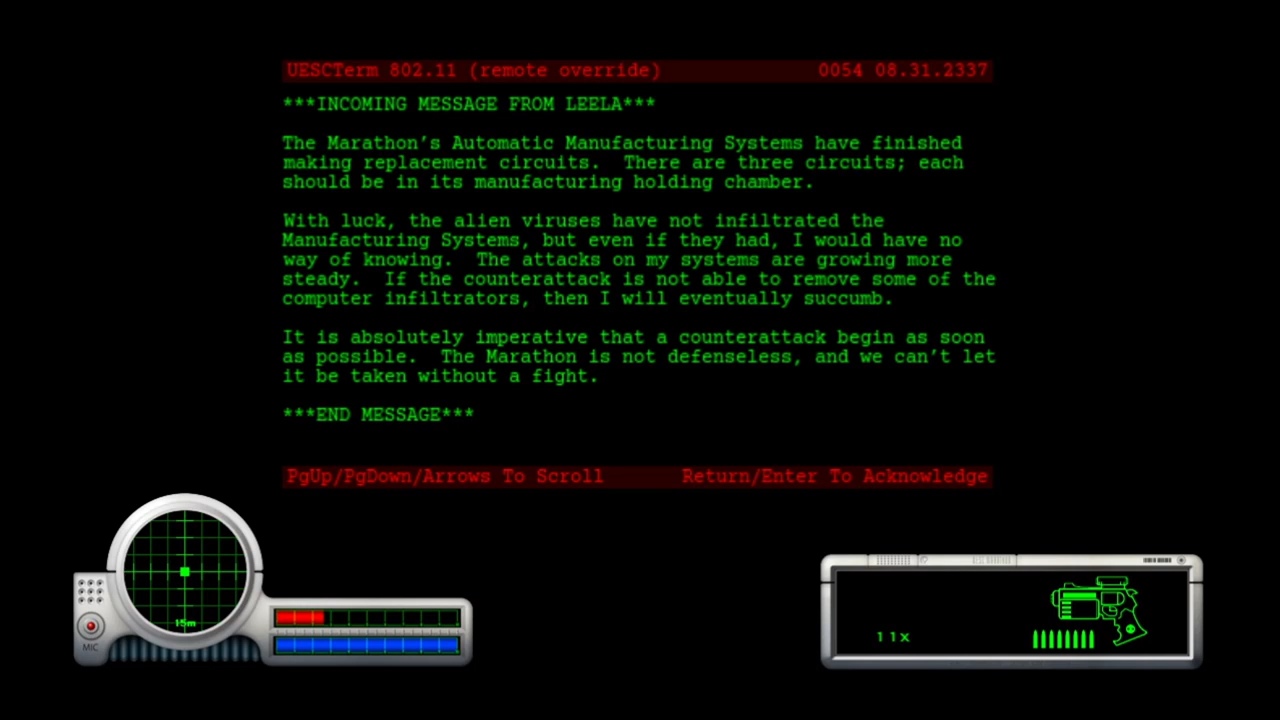 UESCTerm 802.11 (remote override) 0054 08.31.2337
***INCOMING MESSAGE FROM LEELA***
The Marathon's Automatic Manufacturing Systems have finished
making replacement circuits.  There are three circuits; each
should be in its manufacturing holding chamber.
With luck, the alien viruses have not infiltrated the
Manufacturing Systems, but even if they had, I would have no
way of knowing.  The attacks on my systems are growing more
steady.  If the counterattack is not able to remove some of the
computer infiltrators, then I will eventually succumb.
It is absolutely imperative that a counterattack begin as soon
as possible.  The Marathon is not defenseless, and we can't let
it be taken without a fight.
***END MESSAGE***
PgUp/PgDown/Arrows To Scroll Return/Enter To Acknowledge
15m
MIC
11x